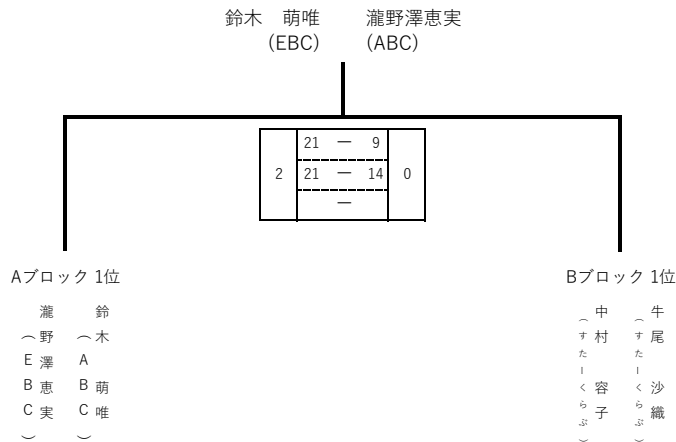 鈴木　萌唯　　瀧野澤恵実
(EBC)　　(ABC)
21 ー 9
2 21 ー 14 0
ー
Aブロック 1位
Bブロック 1位
鈴木　萌唯
(ABC)
瀧野澤恵実
(EBC)
牛尾　沙織
(すたーくらぶ)
中村　容子
(すたーくらぶ)